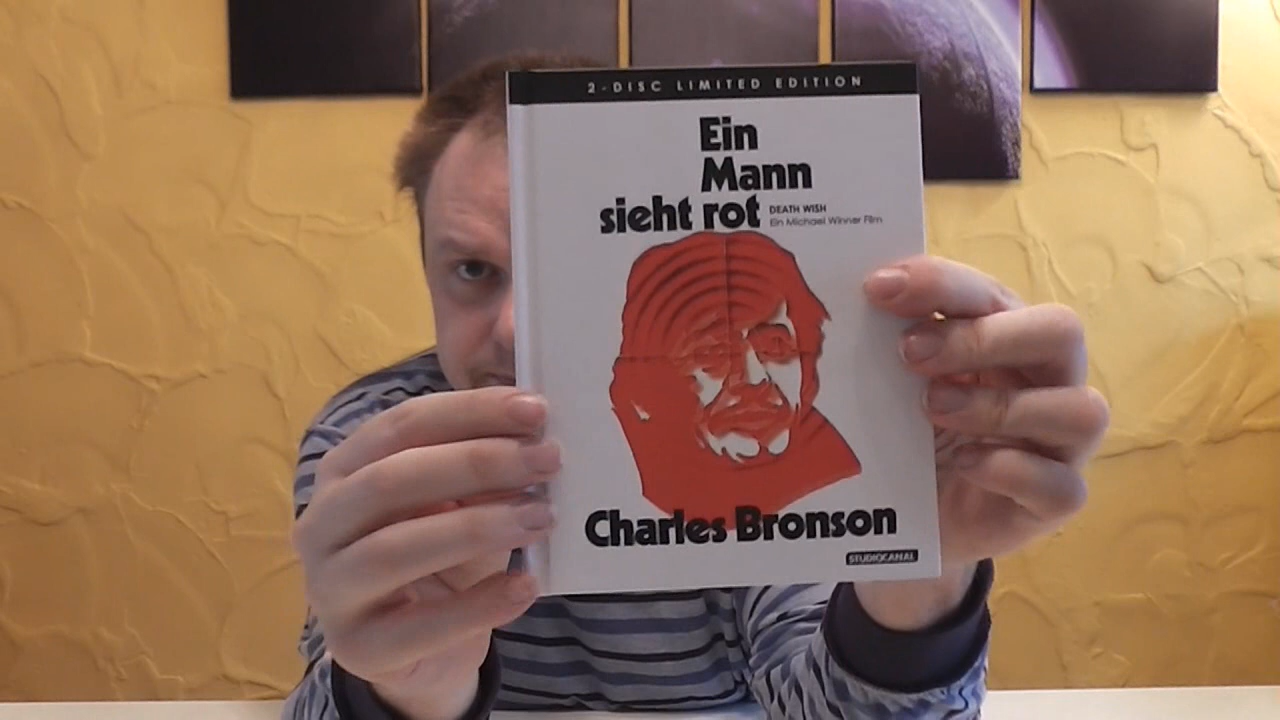 2-DISC LIMITED EDITION
Ein
Mann
sieht rot
DEATH WISH
Ein Michael Winner Film
Charles Bronson
STUDIOCANAL